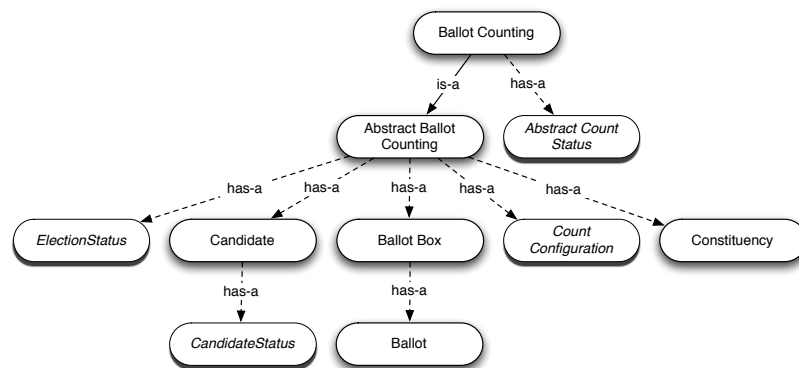 Ballot Counting
is-a
has-a
Abstract Ballot
Counting
Abstract Count
Status
has-a
has-a
has-a
has-a
has-a
ElectionStatus
Candidate
Ballot Box
Count
Configuration
Constituency
has-a
has-a
CandidateStatus
Ballot